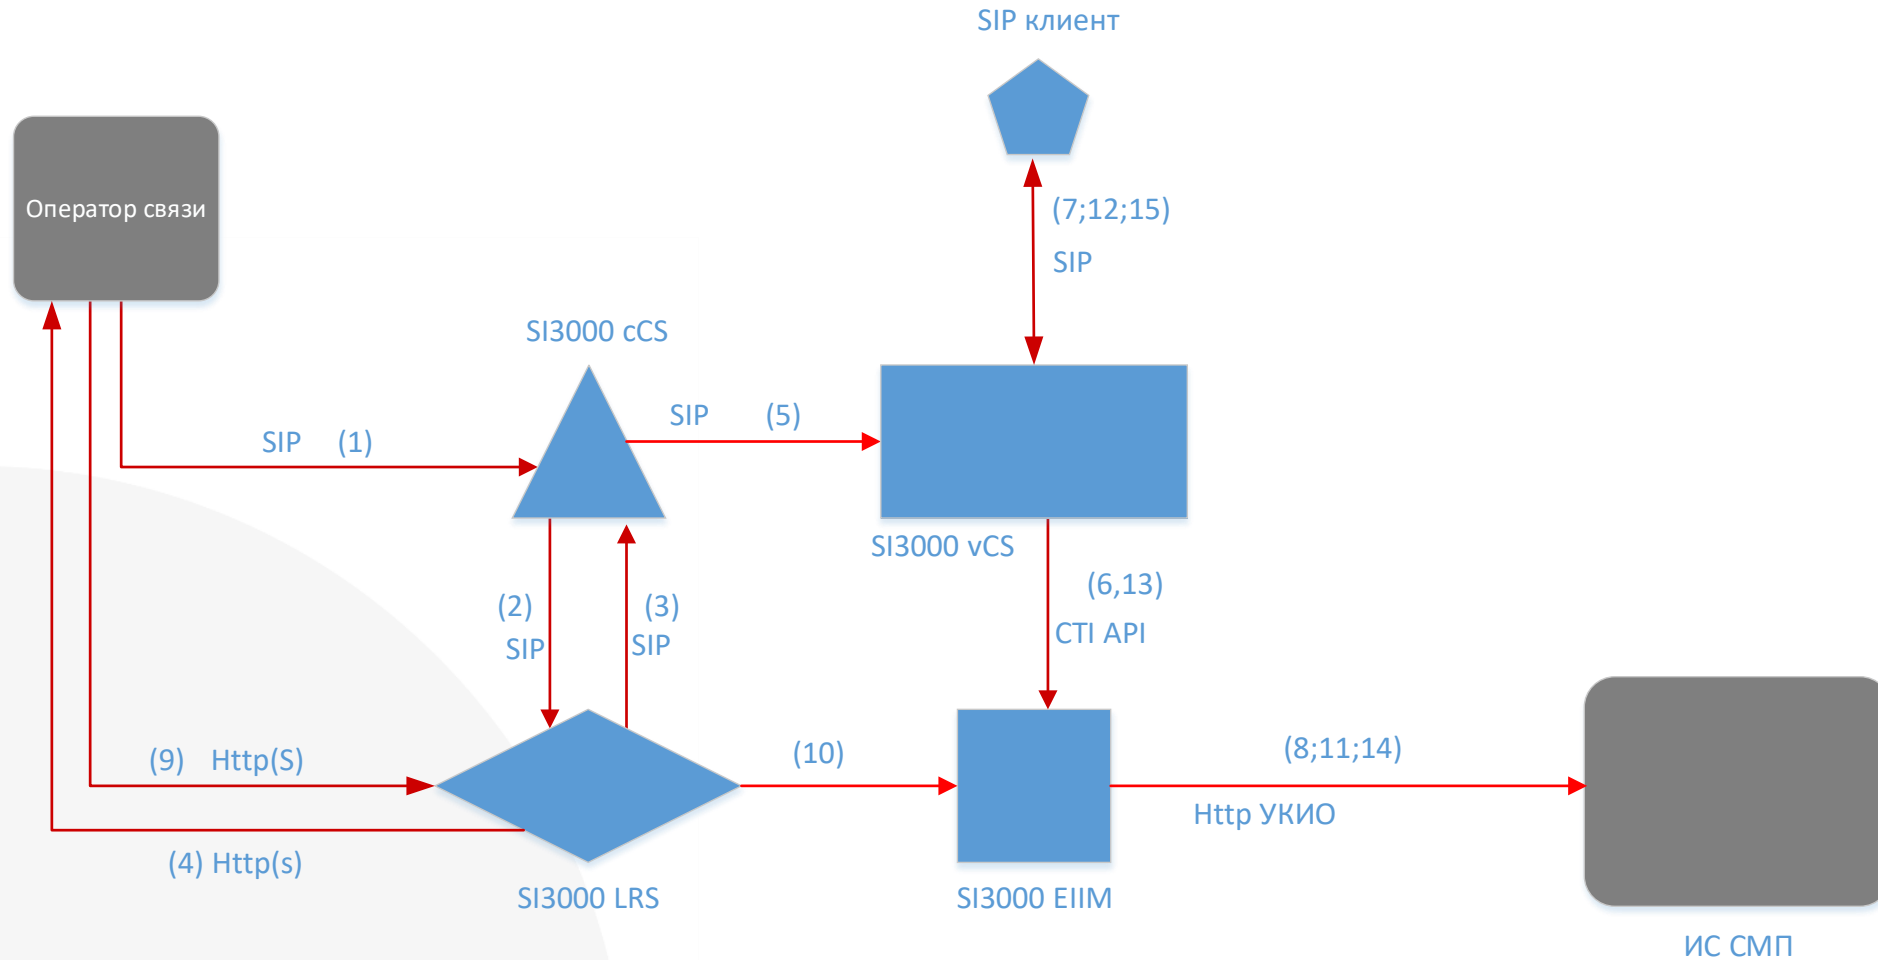 SIP клиент
Оператор связи
(7;12;15)
SIP
SI3000 cCS
SIP (5)
SIP (1)
SI3000 vCS
(6,13)
CTI API
(2)
SIP
(3)
SIP
(9) Http(S)
(10)
(8;11;14)
Http УКИО
(4) Http(s)
SI3000 LRS
SI3000 EIIM
ИС СМП